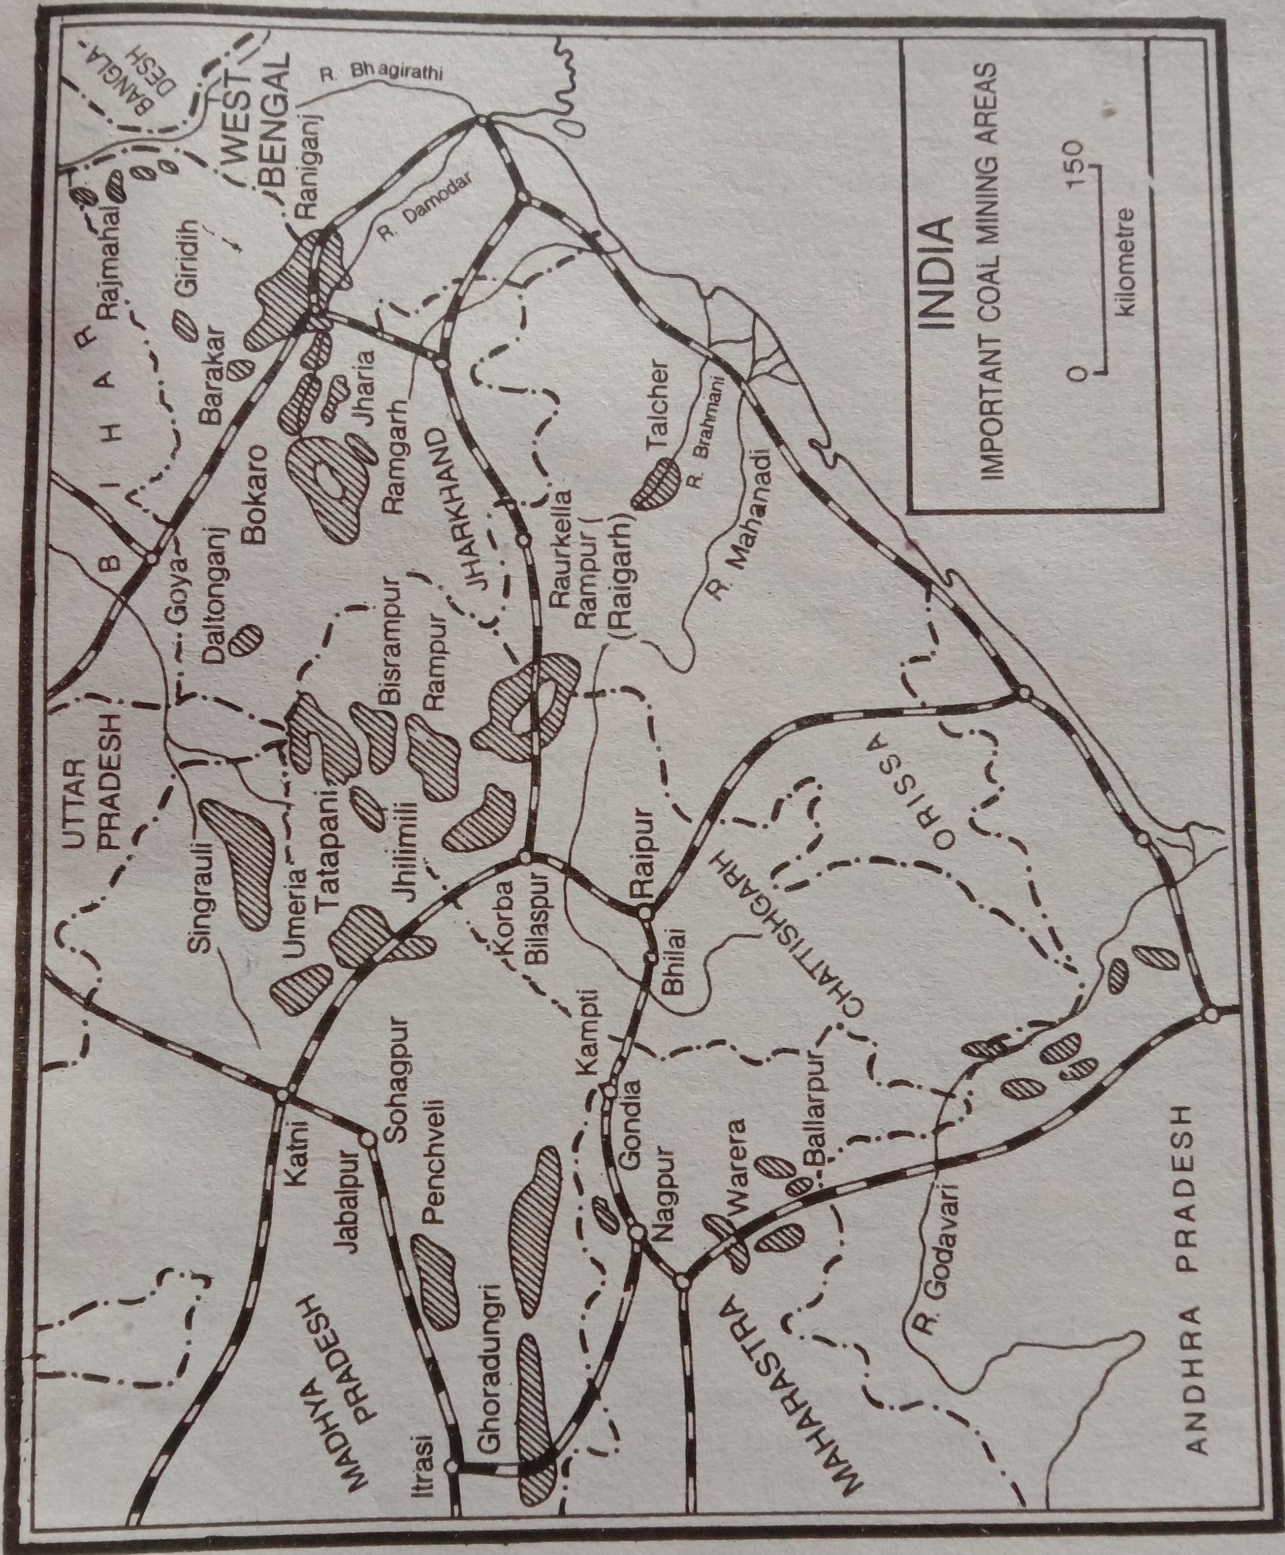 BANGLA
DESH
WEST
BENGAL
R. Bhagirathi
Raniganj
R. Damodar
Rajmahal
Giridih
BIHAR
Barakar
Jharia
Ramgarh
Bokaro
JHARKHAND
Goya
Daltonganj
Talcher
R. Brahmani
R. Mahanadi
Raurkella
Rampur
(Raigarh)
Bisrampur
Rampur
UTTAR
PRADESH
Singrauli
Umeria
Tatapani
Jhilimili
Korba
Bilaspur
Raipur
Bhilai
ORISSA
CHATTISHGARH
Katni
Sohagpur
Jabalpur
Penchveli
Kampti
Gondia
Nagpur
Warera
Ballarpur
Ghoradungri
Itrasi
MADHYA
PRADESH
MAHARASTRA
R. Godavari
ANDHRA PRADESH
INDIA
IMPORTANT COAL MINING AREAS
0 150
kilometre